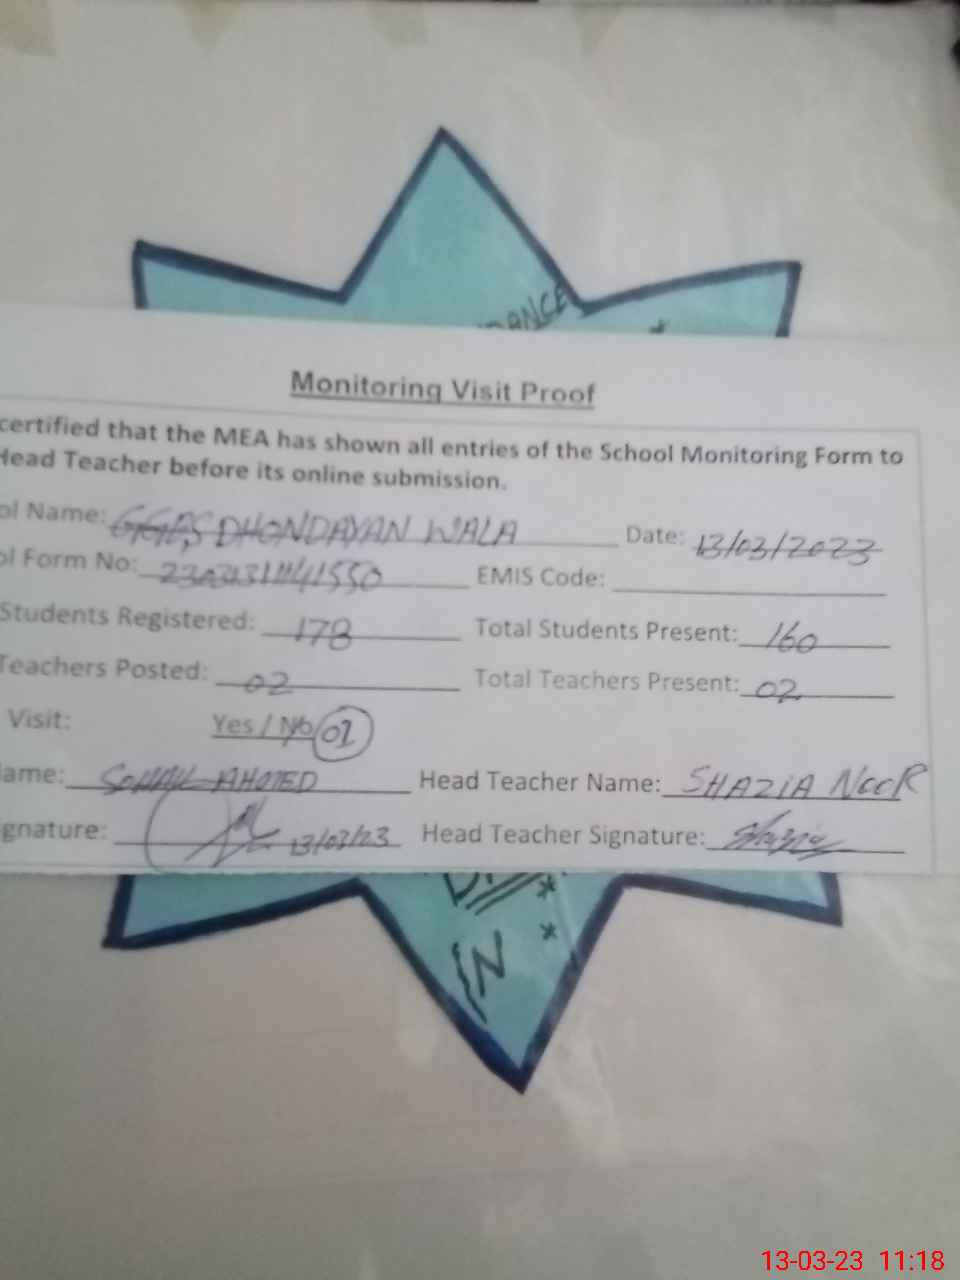 DANCE
Monitoring Visit Proof
certified that the MEA has shown all entries of the School Monitoring Form to
Head Teacher before its online submission.
ol Name: DHONDAYAN WALA Date: 13/03/2023
ol Form No: EMIS Code:
Students Registered: 178 Total Students Present: 160
Teachers Posted: 02 Total Teachers Present: 02
Visit: Yes / No 01
ame: SOHAIL AHMED Head Teacher Name: SHAZIA NOOR
gnature: 13/03/23 Head Teacher Signature:
IN
13-03-23 11:18